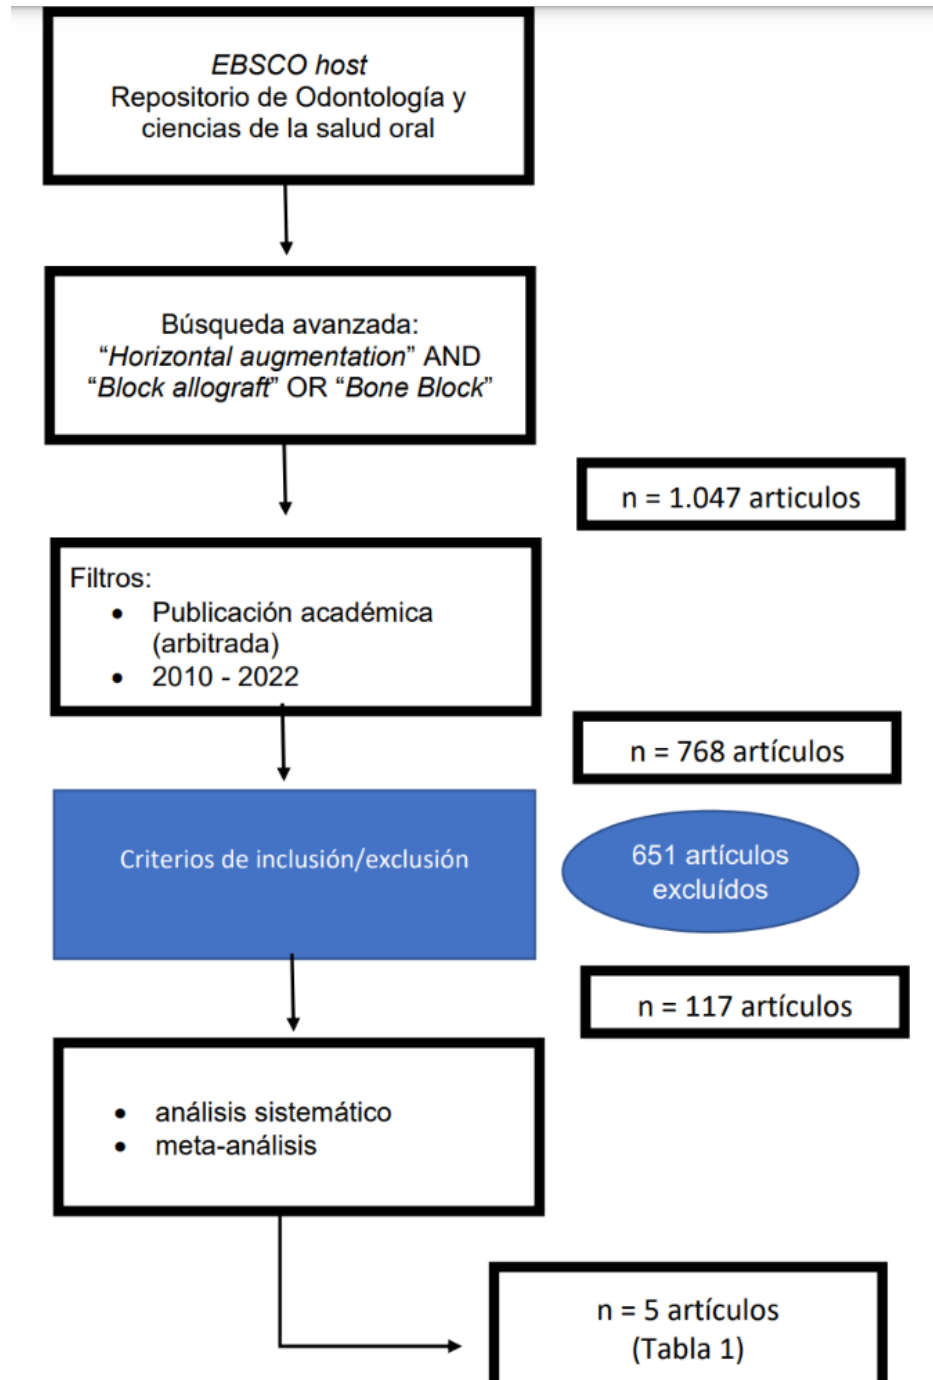 EBSCO host
Repositorio de Odontología y
ciencias de la salud oral
Búsqueda avanzada:
“Horizontal augmentation” AND
“Block allograft” OR “Bone Block”
n = 1.047 articulos
Filtros:
• Publicación académica
(arbitrada)
• 2010 - 2022
n = 768 artículos
Criterios de inclusión/exclusión
651 artículos
excluídos
n = 117 artículos
• análisis sistemático
• meta-análisis
n = 5 artículos
(Tabla 1)